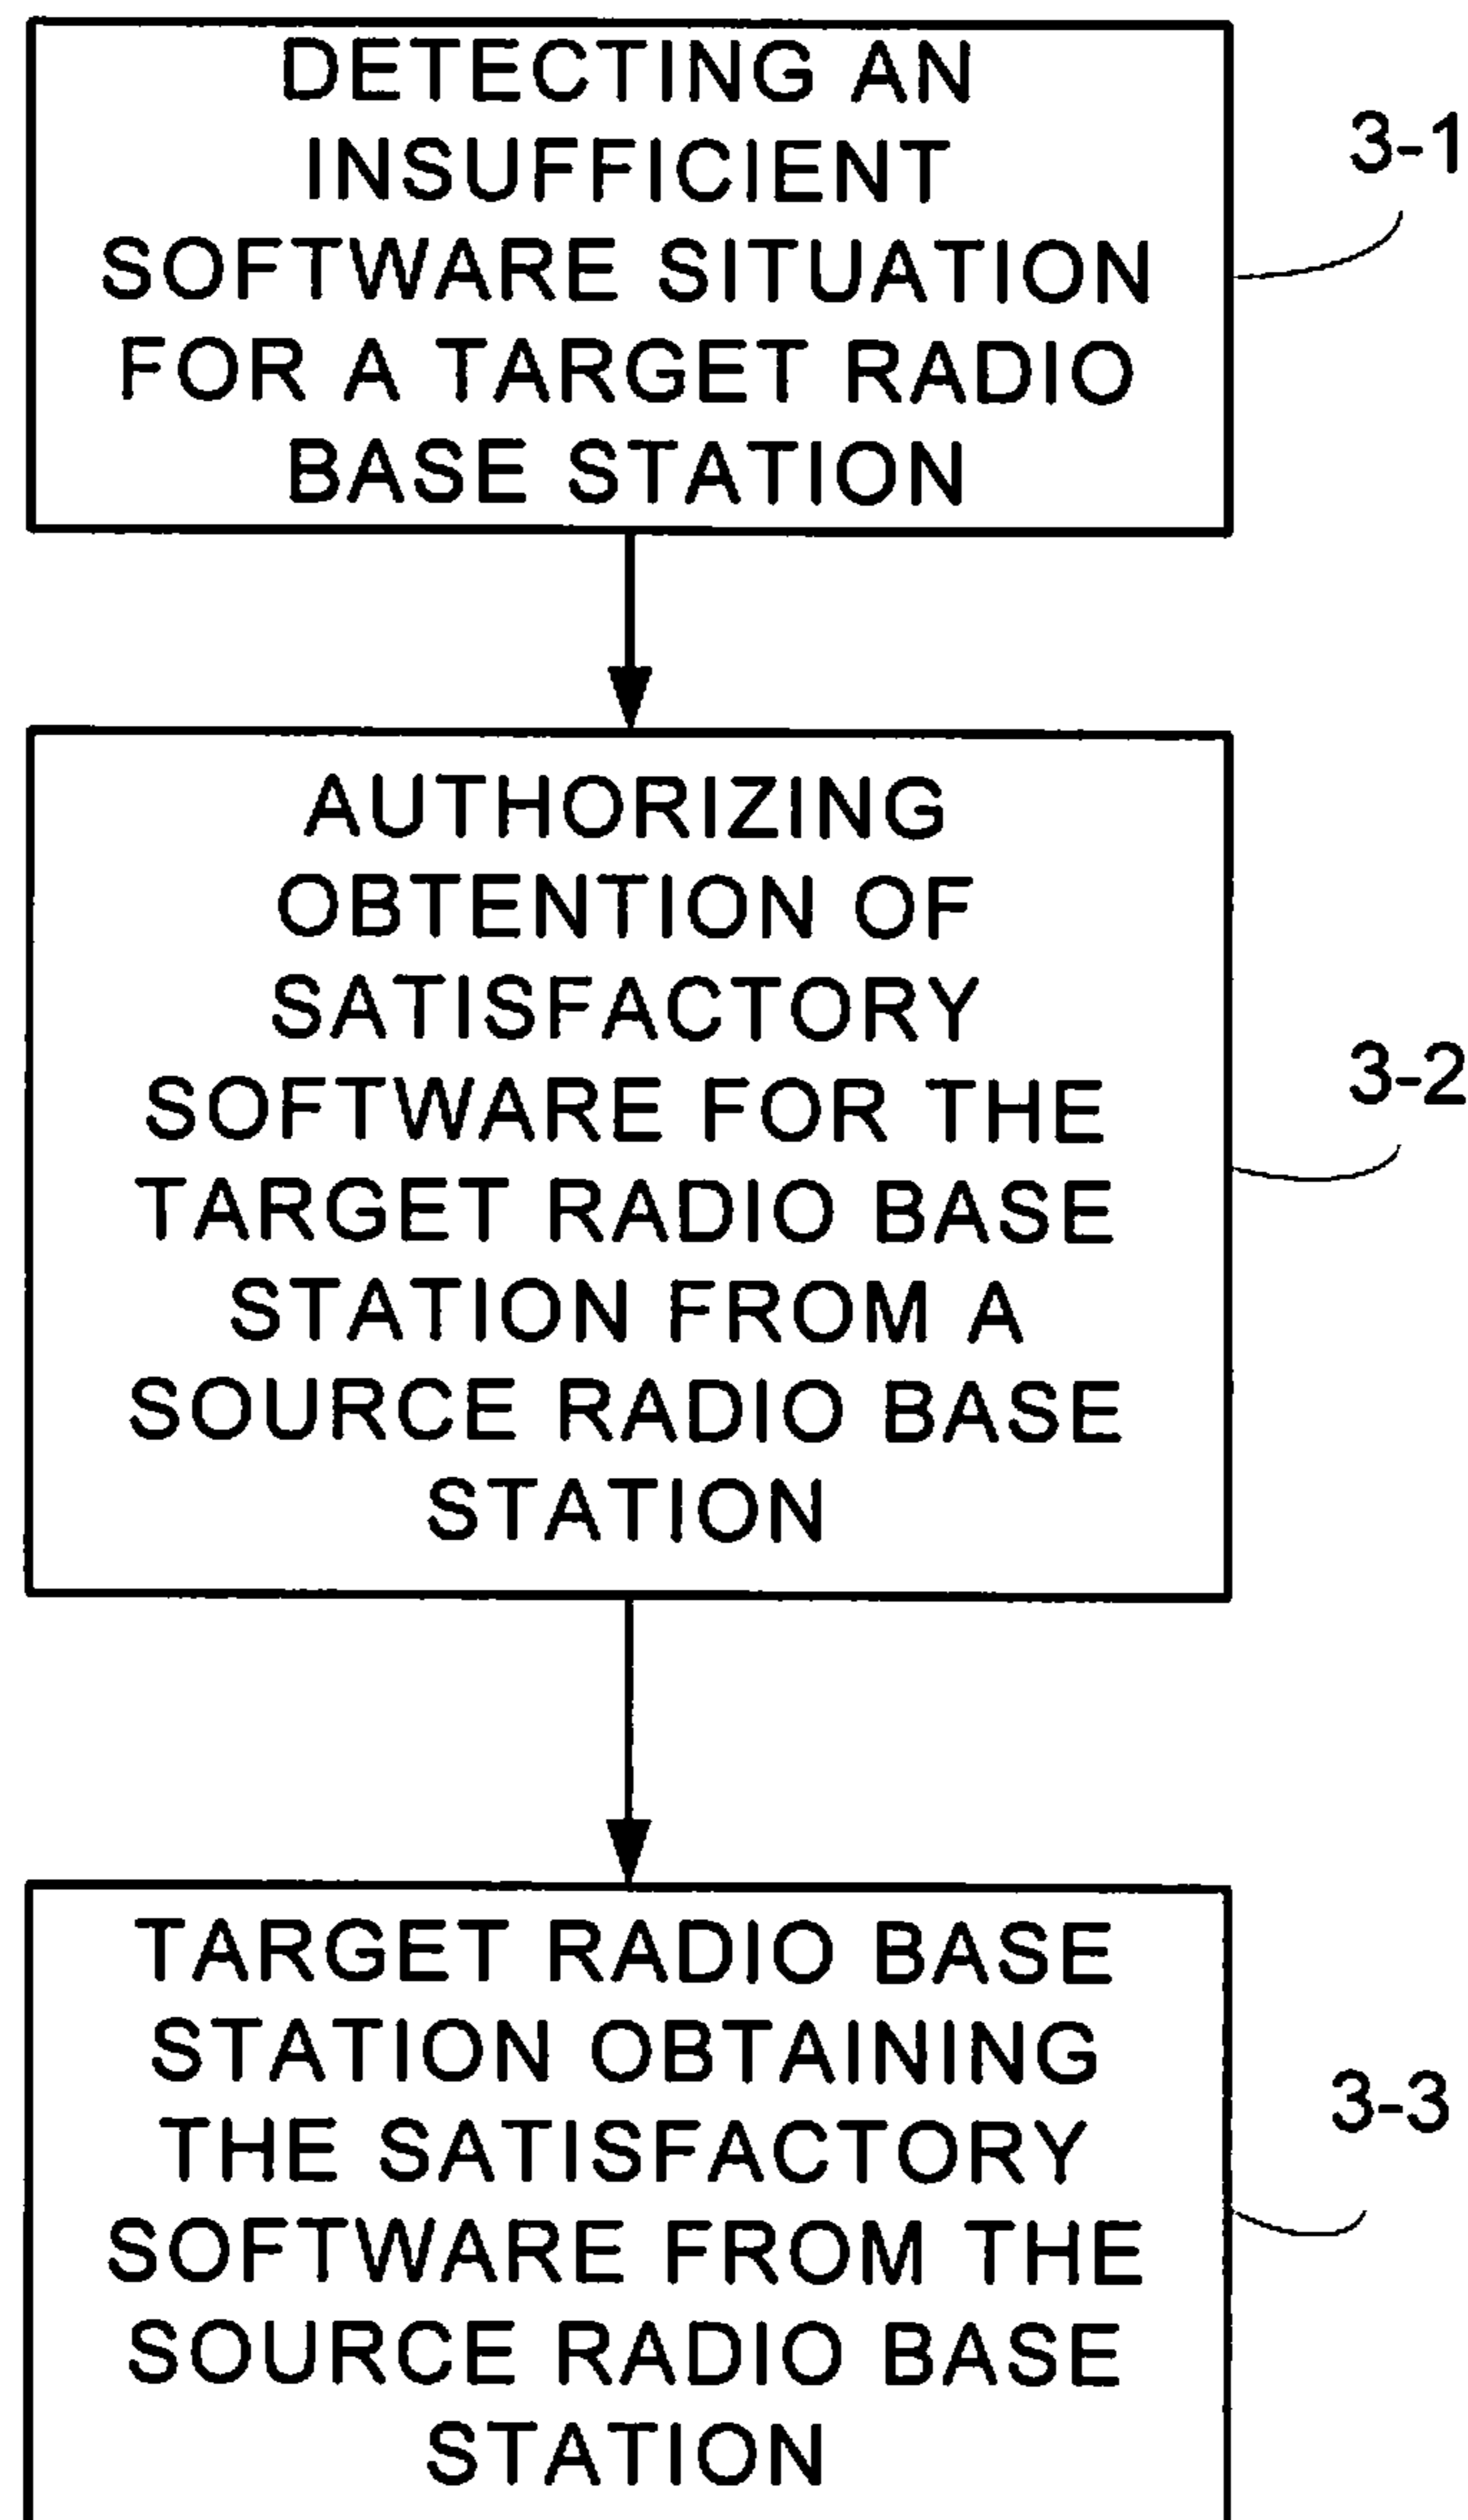 DETECTING AN
INSUFFICIENT
SOFTWARE SITUATION
FOR A TARGET RADIO
BASE STATION
3-1
AUTHORIZING
OBTENTION OF
SATISFACTORY
SOFTWARE FOR THE
TARGET RADIO BASE
STATION FROM A
SOURCE RADIO BASE
STATION
3-2
TARGET RADIO BASE
STATION OBTAINING
THE SATISFACTORY
SOFTWARE FROM THE
SOURCE RADIO BASE
STATION
3-3